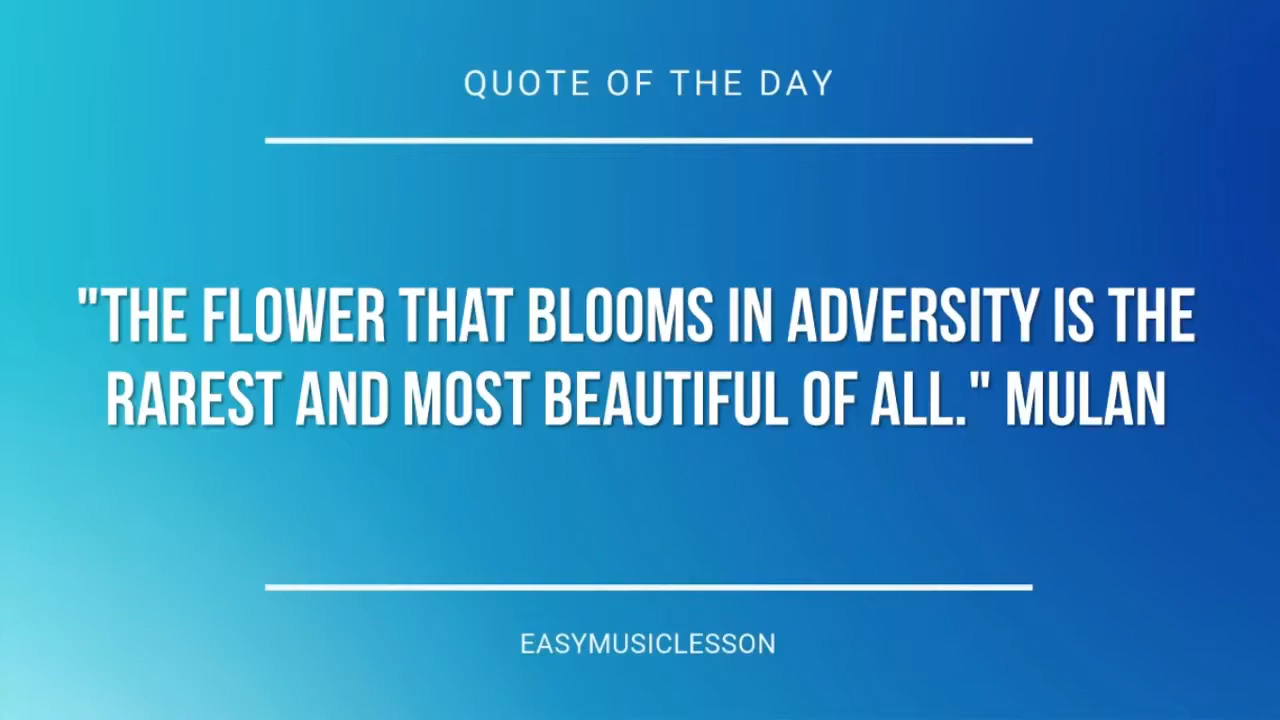 QUOTE OF THE DAY
"THE FLOWER THAT BLOOMS IN ADVERSITY IS THE
RAREST AND MOST BEAUTIFUL OF ALL." MULAN
EASYMUSICLESSON